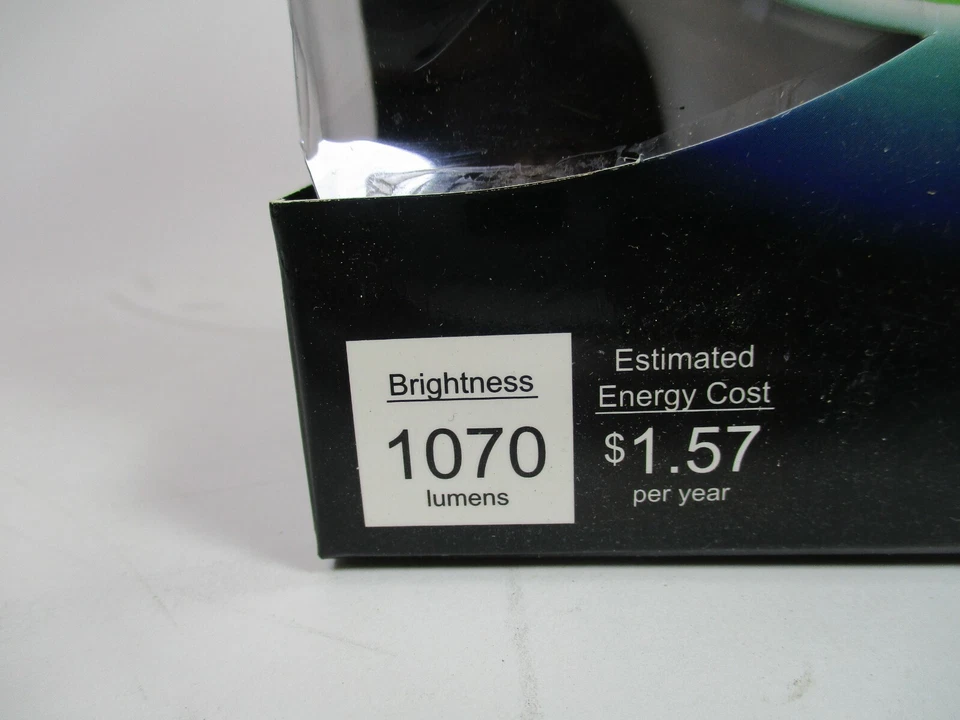 Brightness
1070
lumens
Estimated
Energy Cost
$1.57
per year